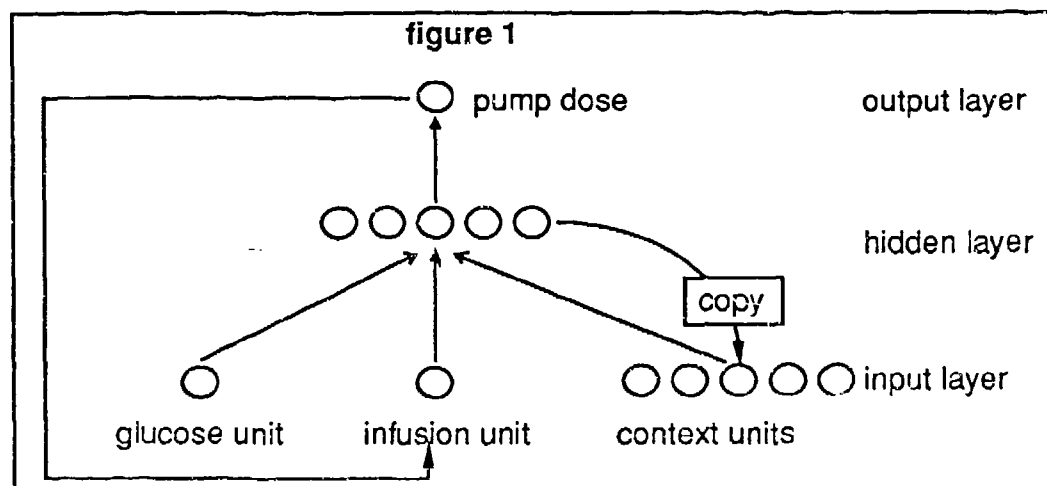 figure 1
pump dose
output layer
hidden layer
copy
input layer
glucose unit
infusion unit
context units